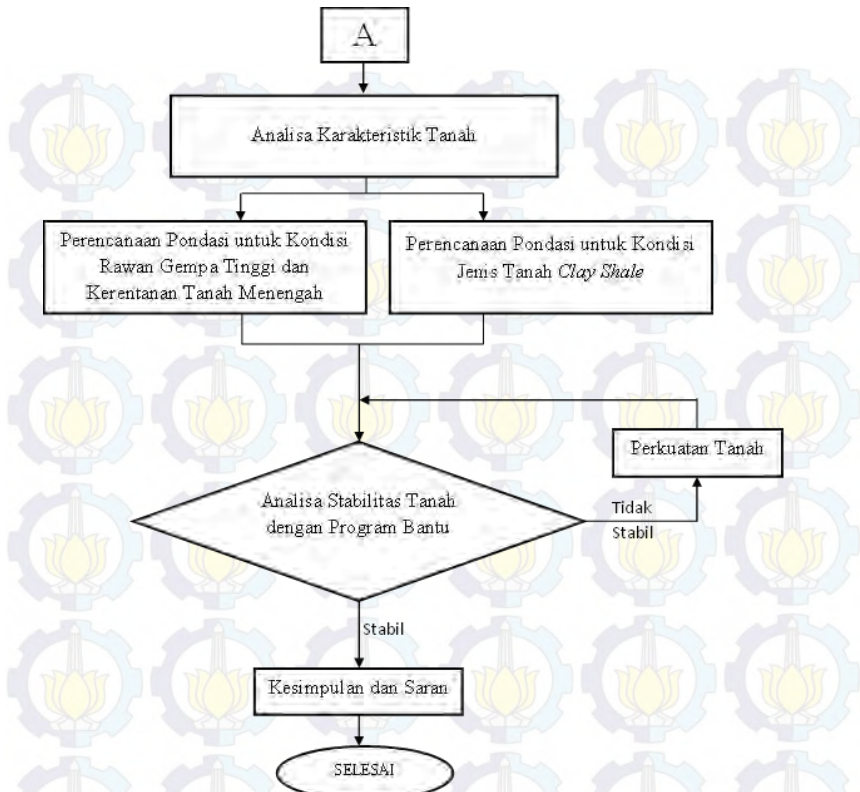 A
Analisa Karakteristik Tanah
Perencanaan Pondasi untuk Kondisi
Rawan Gempa Tinggi dan
Kerentanan Tanah Menengah
Perencanaan Pondasi untuk Kondisi
Jenis Tanah Clay Shale
Perkuatan Tanah
Analisa Stabilitas Tanah
dengan Program Bantu
Tidak
Stabil
Stabil
Kesimpulan dan Saran
SELESAI